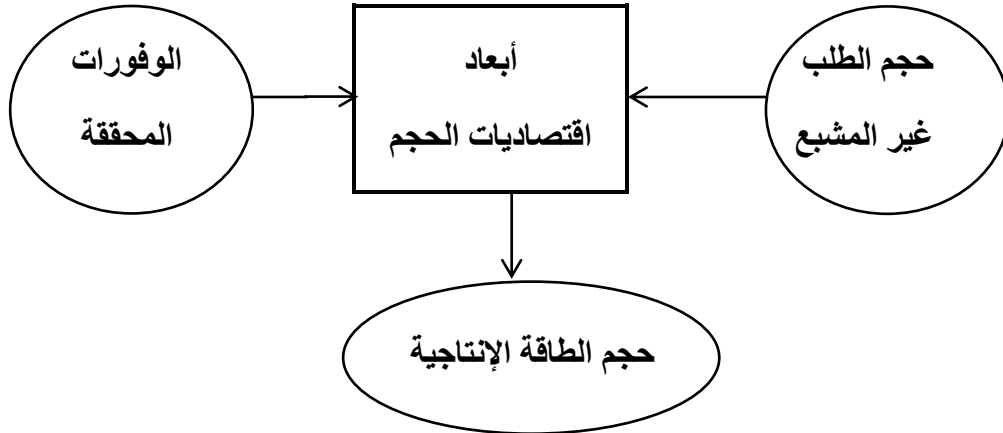 حجم الطلب
غير المشبع
أبعاد
اقتصاديات الحجم
الوفورات
المحققة
حجم الطاقة الإنتاجية